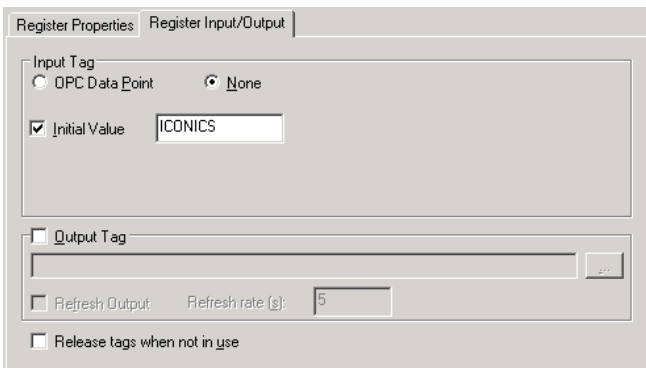 Register Properties Register Input/Output
Input Tag
OPC Data Point None
Initial Value ICONICS
Output Tag
...
Refresh Output Refresh rate (s): 5
Release tags when not in use